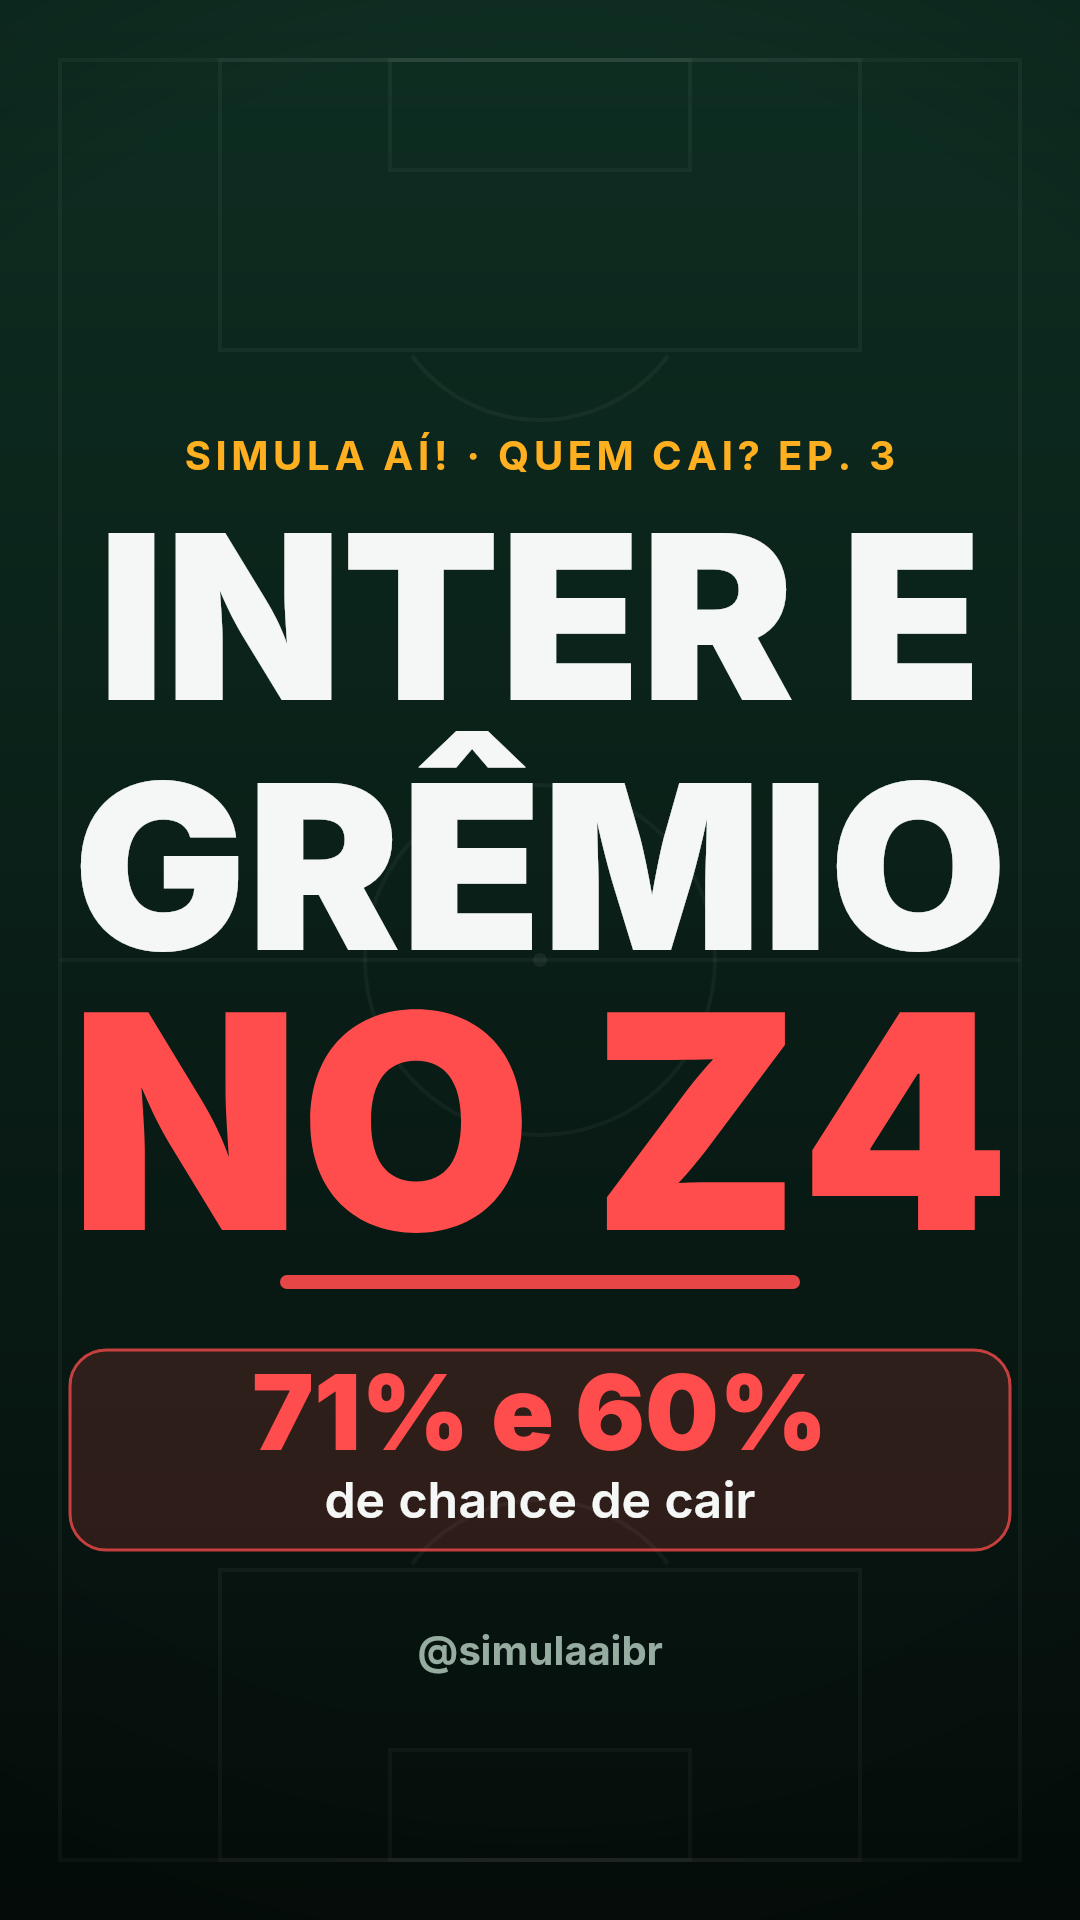 SIMULA AÍ! · QUEM CAI? EP. 3
INTER E
GRÊMIO
NO Z4
71% e 60%
de chance de cair
@simulaaibr